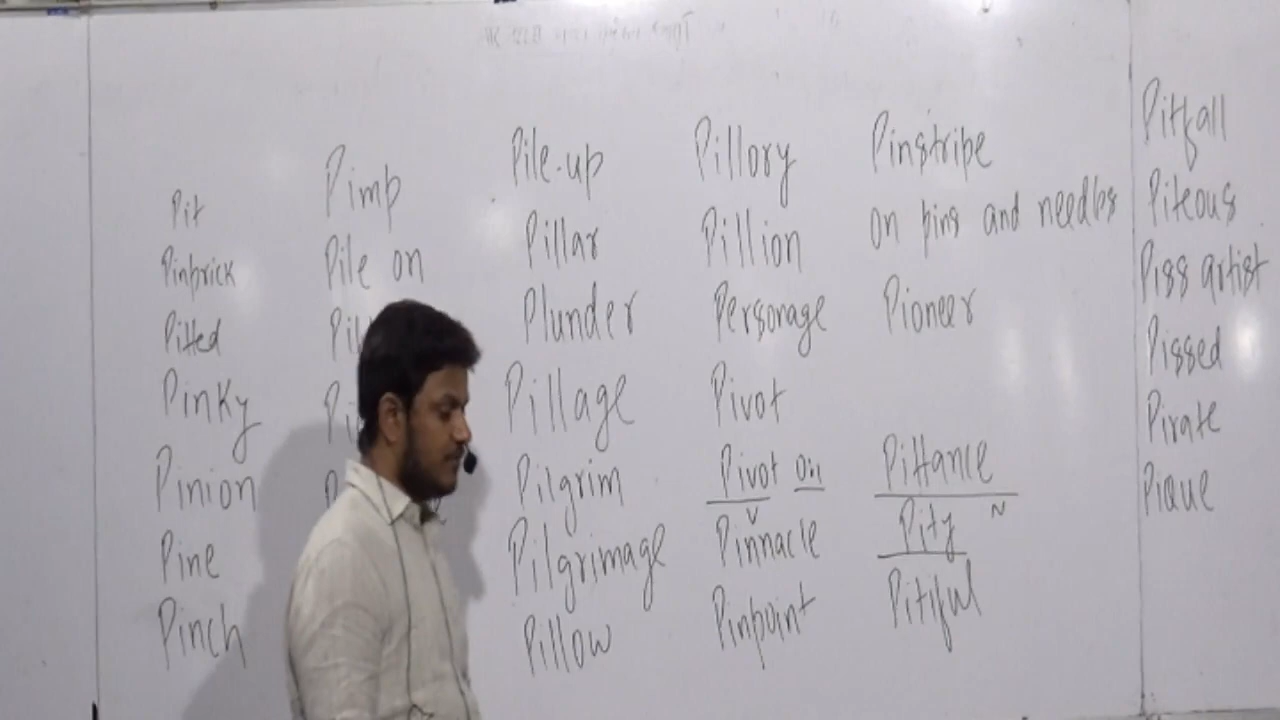 Pit
Pinprick
Pitted
Pinky
Pinion
Pine
Pinch
Pimp
Pile on
Pile-up
Pillar
Plunder
Pillage
Pilgrim
Pilgrimage
Pillow
Pillory
Pillion
Personage
Pivot
Pivot on
Pinnacle
Pinpoint
Pinstripe
on pins and needles
Pioneer
Pittance
Pity
Pitiful
Pitfall
Piteous
Piss artist
Pissed
Pirate
Pique